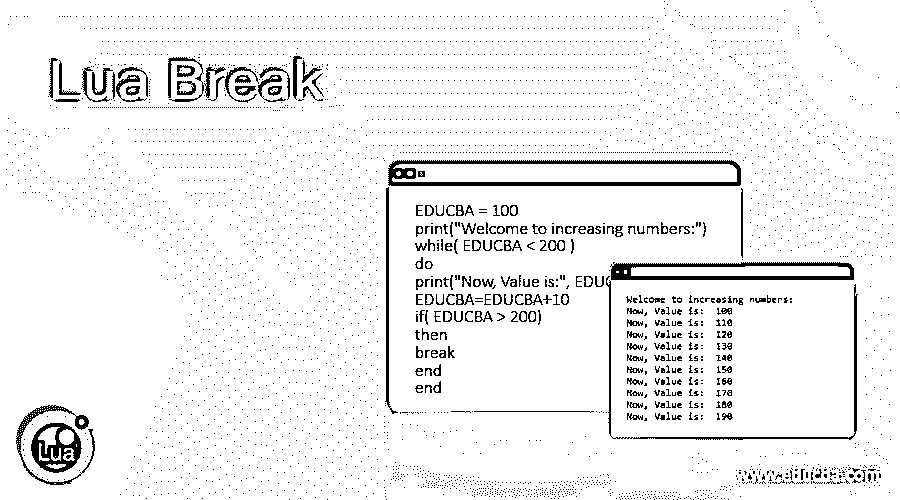 Lua Break
EDUCBA = 100
print("Welcome to increasing numbers:")
while( EDUCBA < 200 )
do
print("Now, Value is:", EDUC
EDUCBA=EDUCBA+10
if( EDUCBA > 200)
then
break
end
end
Welcome to increasing numbers:
Now, Value is: 100
Now, Value is: 110
Now, Value is: 120
Now, Value is: 130
Now, Value is: 140
Now, Value is: 150
Now, Value is: 160
Now, Value is: 170
Now, Value is: 180
Now, Value is: 190
Lua
www.educba.com